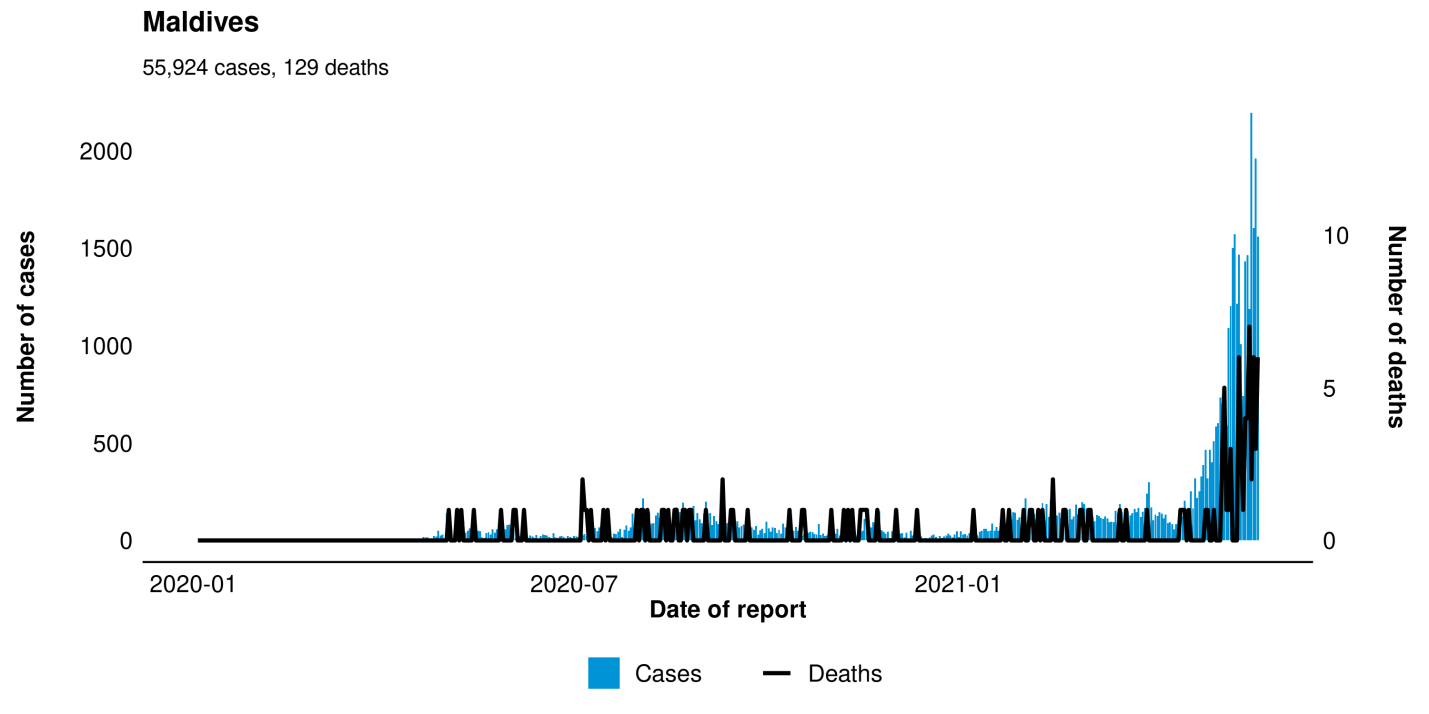 Maldives
55,924 cases, 129 deaths
Number of cases
2000
1500
1000
500
0
10
5
0
Number of deaths
2020-01 2020-07 2021-01
Date of report
Cases Deaths